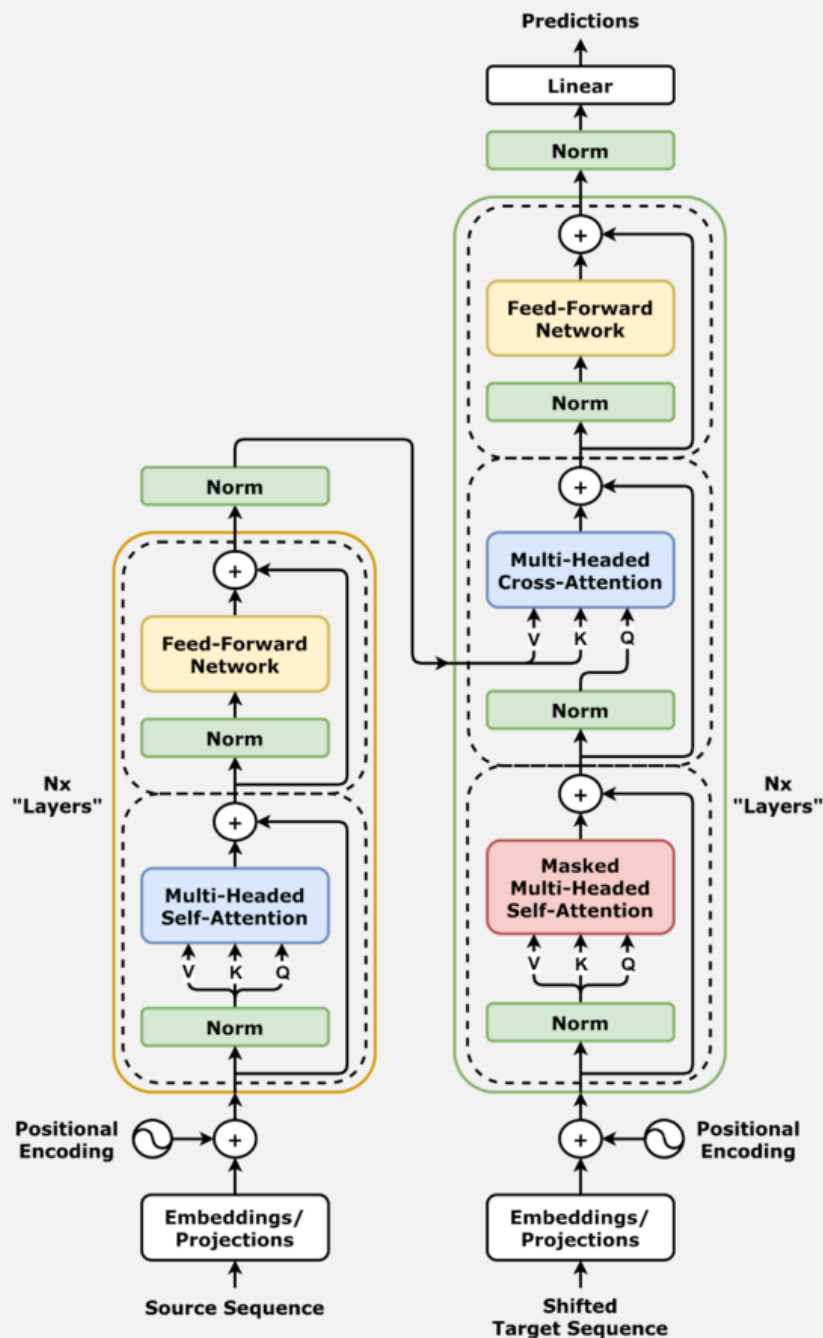 Predictions
Linear
Norm
Feed-Forward
Network
Norm
Multi-Headed
Cross-Attention
V K Q
Norm
Masked
Multi-Headed
Self-Attention
V K Q
Norm
Nx
"Layers"
Positional
Encoding
Embeddings/
Projections
Shifted
Target Sequence
Norm
Feed-Forward
Network
Norm
Nx
"Layers"
Multi-Headed
Self-Attention
V K Q
Norm
Positional
Encoding
Embeddings/
Projections
Source Sequence